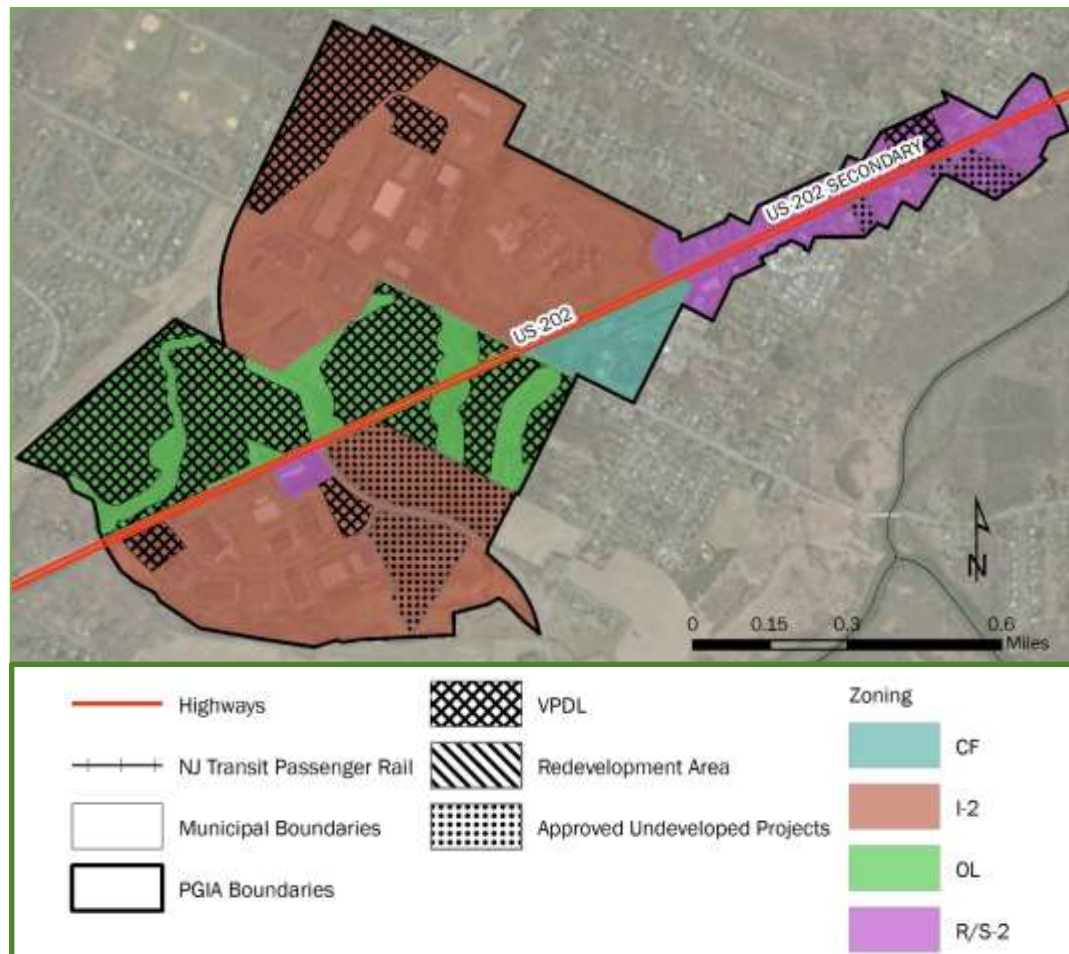 US-202 SECONDARY
US-202
N
0 0.15 0.3 0.6
Miles
Highways
NJ Transit Passenger Rail
Municipal Boundaries
PGIA Boundaries
VPDL
Redevelopment Area
Approved Undeveloped Projects
Zoning
CF
I-2
OL
R/S-2